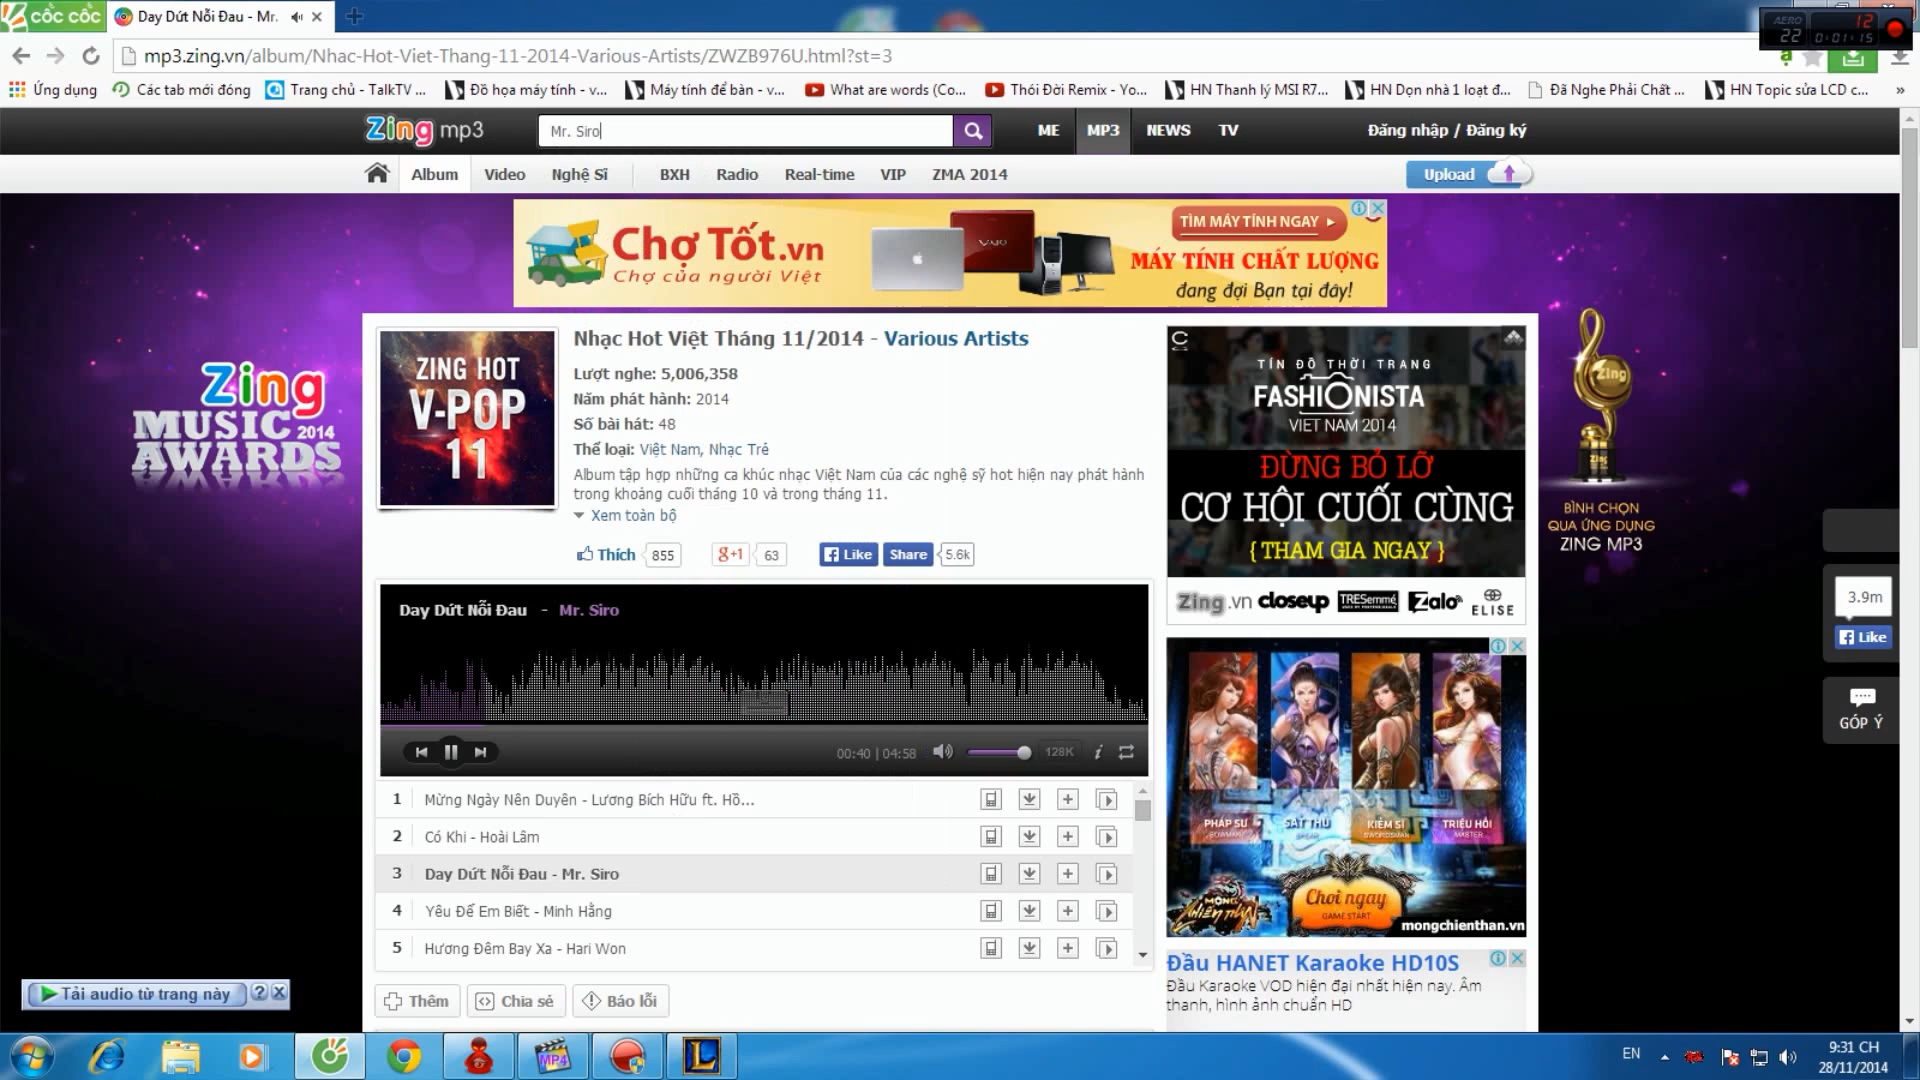 cốc cốc
Day Dứt Nỗi Đau - Mr.
AERO
22
12
0:01:15
mp3.zing.vn/album/Nhac-Hot-Viet-Thang-11-2014-Various-Artists/ZWZB976U.html?st=3
Ứng dụng
Các tab mới đóng
Trang chủ - TalkTV ...
Đồ họa máy tính - v...
Máy tính để bàn - v...
What are words (Co...
Thói Đời Remix - Yo...
HN Thanh lý MSI R7...
HN Dọn nhà 1 loạt đ...
Đã Nghe Phải Chất ...
HN Topic sửa LCD c...
»
Zing mp3
Mr. Siro
ME
MP3
NEWS
TV
Đăng nhập / Đăng ký
Album
Video
Nghệ Sĩ
BXH
Radio
Real-time
VIP
ZMA 2014
Upload
Chợ Tốt.vn
Chợ của người Việt
VAIO
TÌM MÁY TÍNH NGAY
MÁY TÍNH CHẤT LƯỢNG
đang đợi Bạn tại đây!
Zing
MUSIC 2014
AWARDS
ZING HOT
V-POP
11
Nhạc Hot Việt Tháng 11/2014 - Various Artists
Lượt nghe: 5,006,358
Năm phát hành: 2014
Số bài hát: 48
Thể loại: Việt Nam, Nhạc Trẻ
Album tập hợp những ca khúc nhạc Việt Nam của các nghệ sỹ hot hiện nay phát hành
trong khoảng cuối tháng 10 và trong tháng 11.
Xem toàn bộ
Thích 855
g+1 63
Like
Share
5.6k
TÍN ĐỒ THỜI TRANG
FASHIONISTA
VIET NAM 2014
ĐỪNG BỎ LỠ
CƠ HỘI CUỐI CÙNG
{ THAM GIA NGAY }
Zing.vn closeup TRESemmé Zalo ELISE
Zing
Zing
BÌNH CHỌN
QUA ỨNG DỤNG
ZING MP3
3.9m
Like
GÓP Ý
Day Dứt Nỗi Đau - Mr. Siro
00:40 | 04:58
128K
i
1 Mừng Ngày Nên Duyên - Lương Bích Hữu ft. Hồ...
2 Có Khi - Hoài Lâm
3 Day Dứt Nỗi Đau - Mr. Siro
4 Yêu Để Em Biết - Minh Hằng
5 Hương Đêm Bay Xa - Hari Won
Thêm
Chia sẻ
Báo lỗi
PHÁP SƯ
SÁT THỦ
KIẾM SĨ
TRIỆU HỒI
MASTER
Chơi ngay
GAME START
MỘNG
CHIẾN THẦN
mongchienthan.vn
Đầu HANET Karaoke HD10S
Đầu Karaoke VOD hiện đại nhất hiện nay. Âm
thanh, hình ảnh chuẩn HD
Tải audio từ trang này
?
X
MP4
L
EN
9:31 CH
28/11/2014